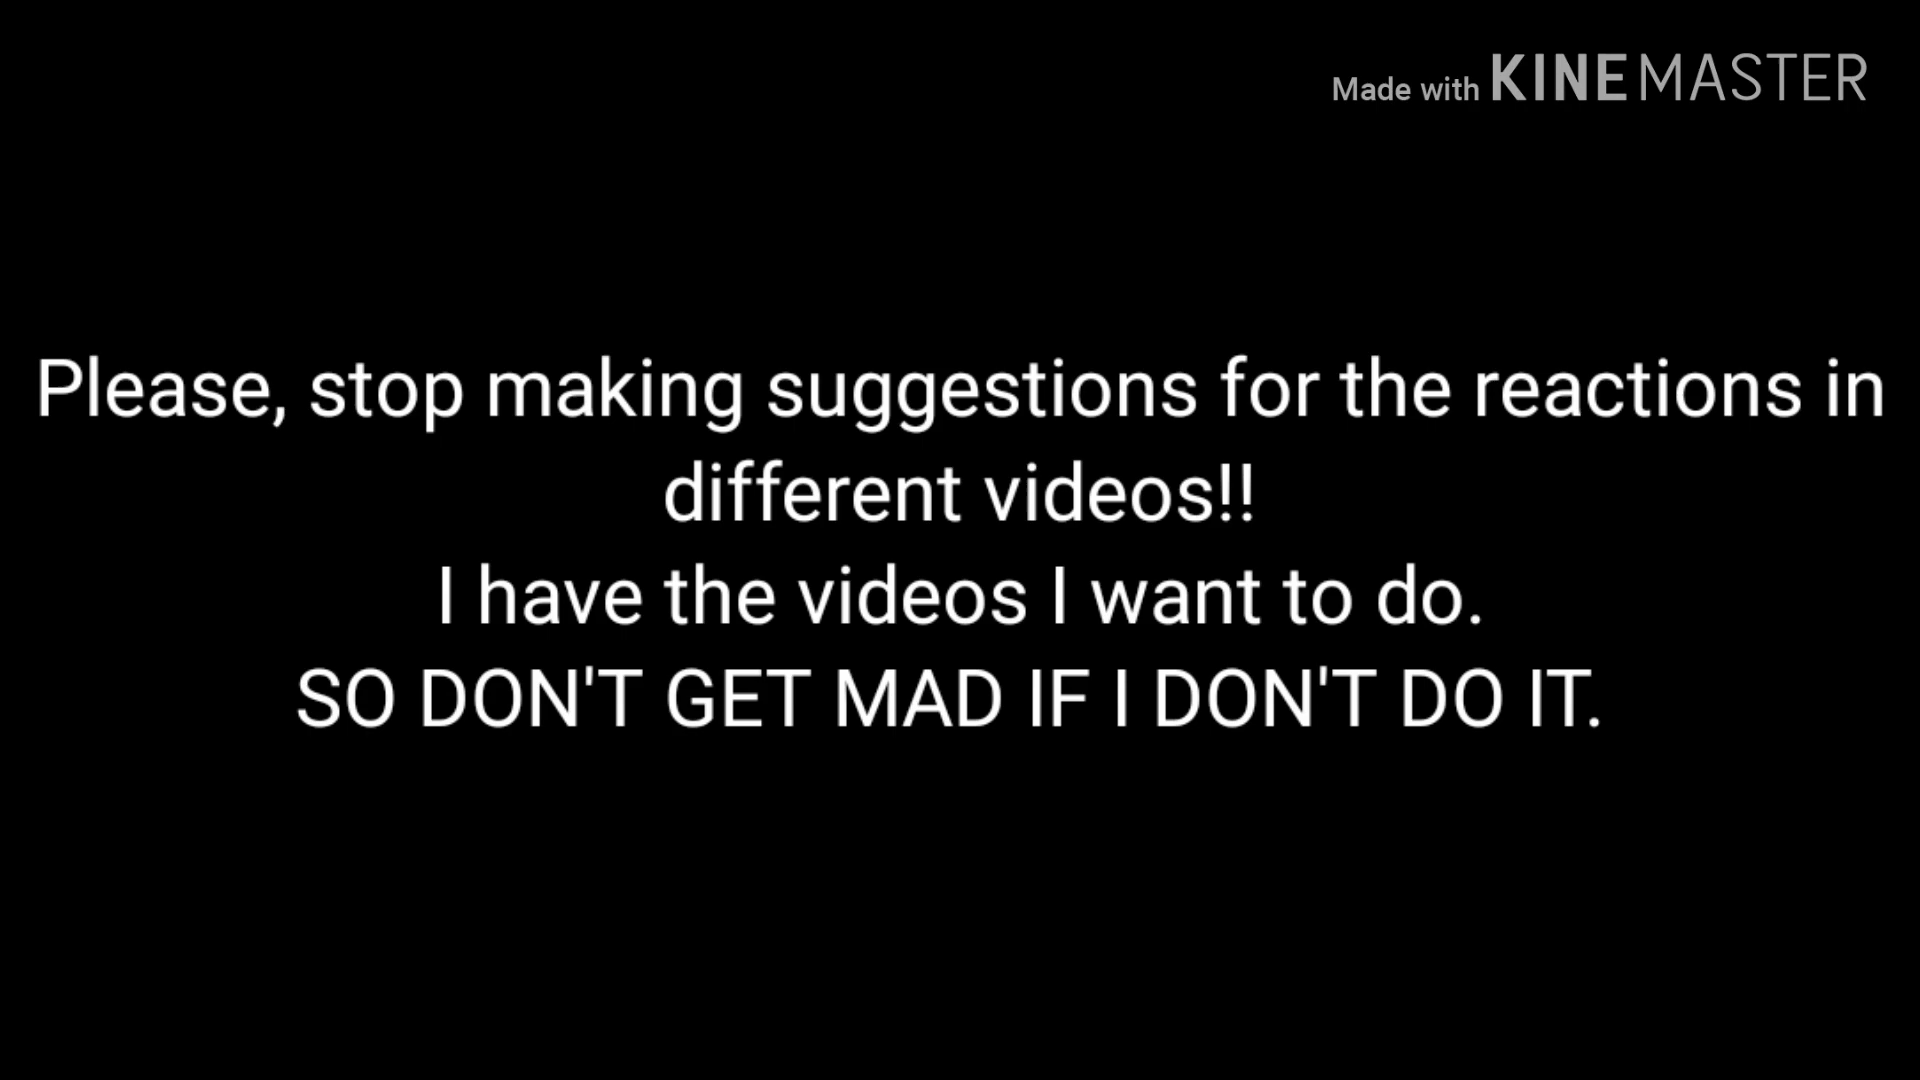 Made with KINEMASTER
Please, stop making suggestions for the reactions in
different videos!!
I have the videos I want to do.
SO DON'T GET MAD IF I DON'T DO IT.